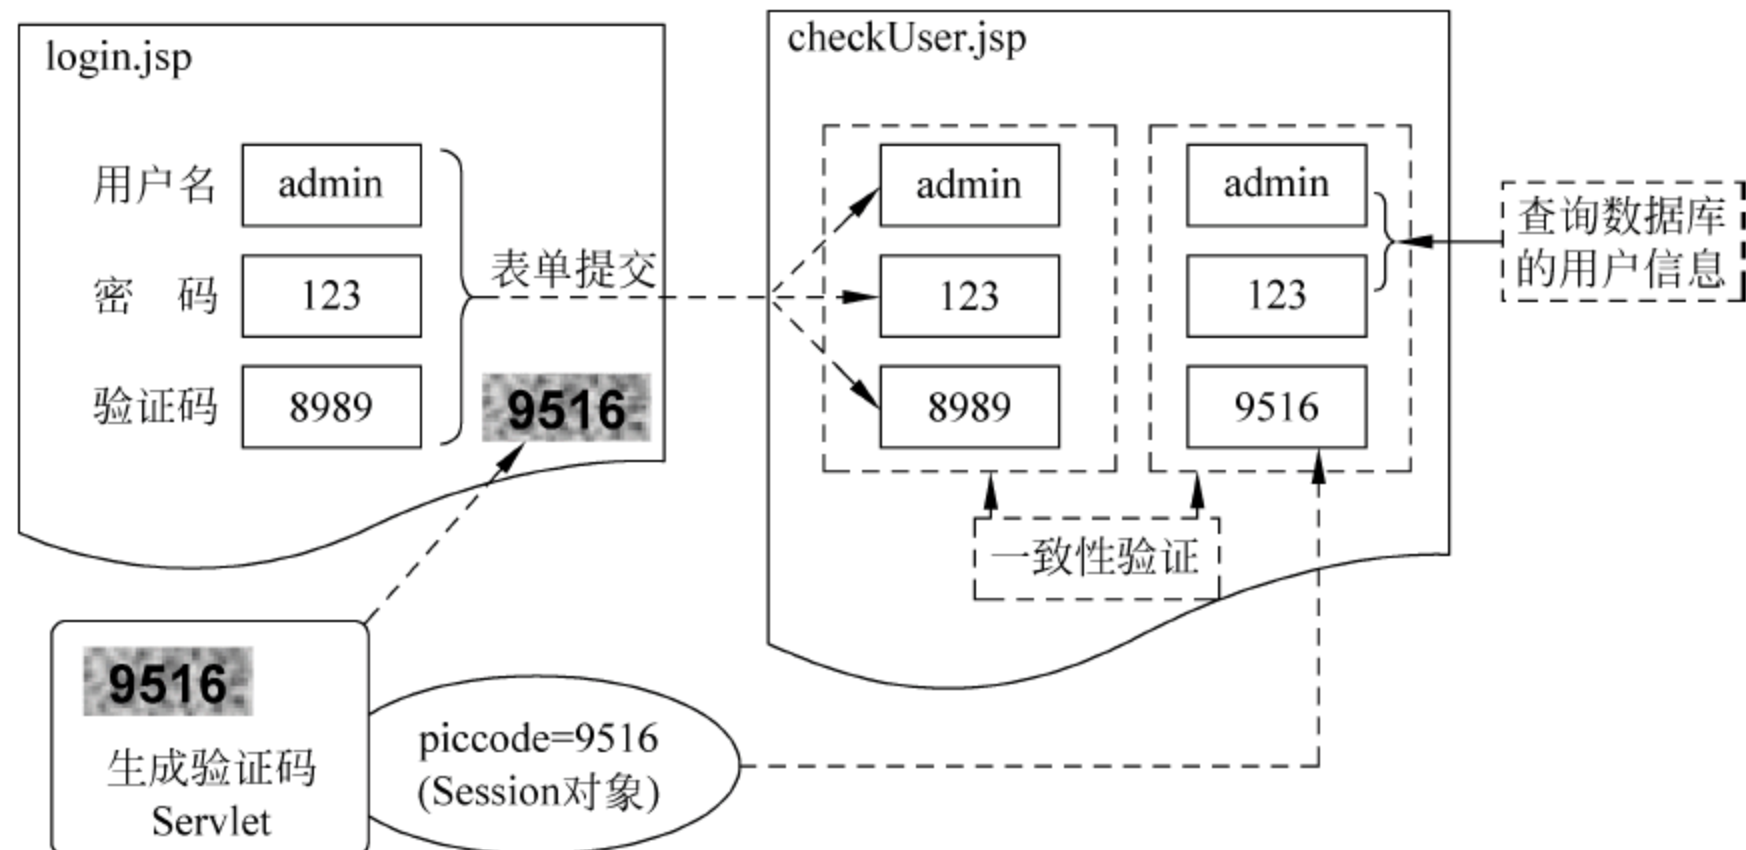 login.jsp
用户名 admin
密 码 123
验证码 8989
9516
表单提交
checkUser.jsp
admin
123
8989
admin
123
9516
查询数据库
的用户信息
一致性验证
9516
生成验证码
Servlet
piccode=9516
(Session对象)